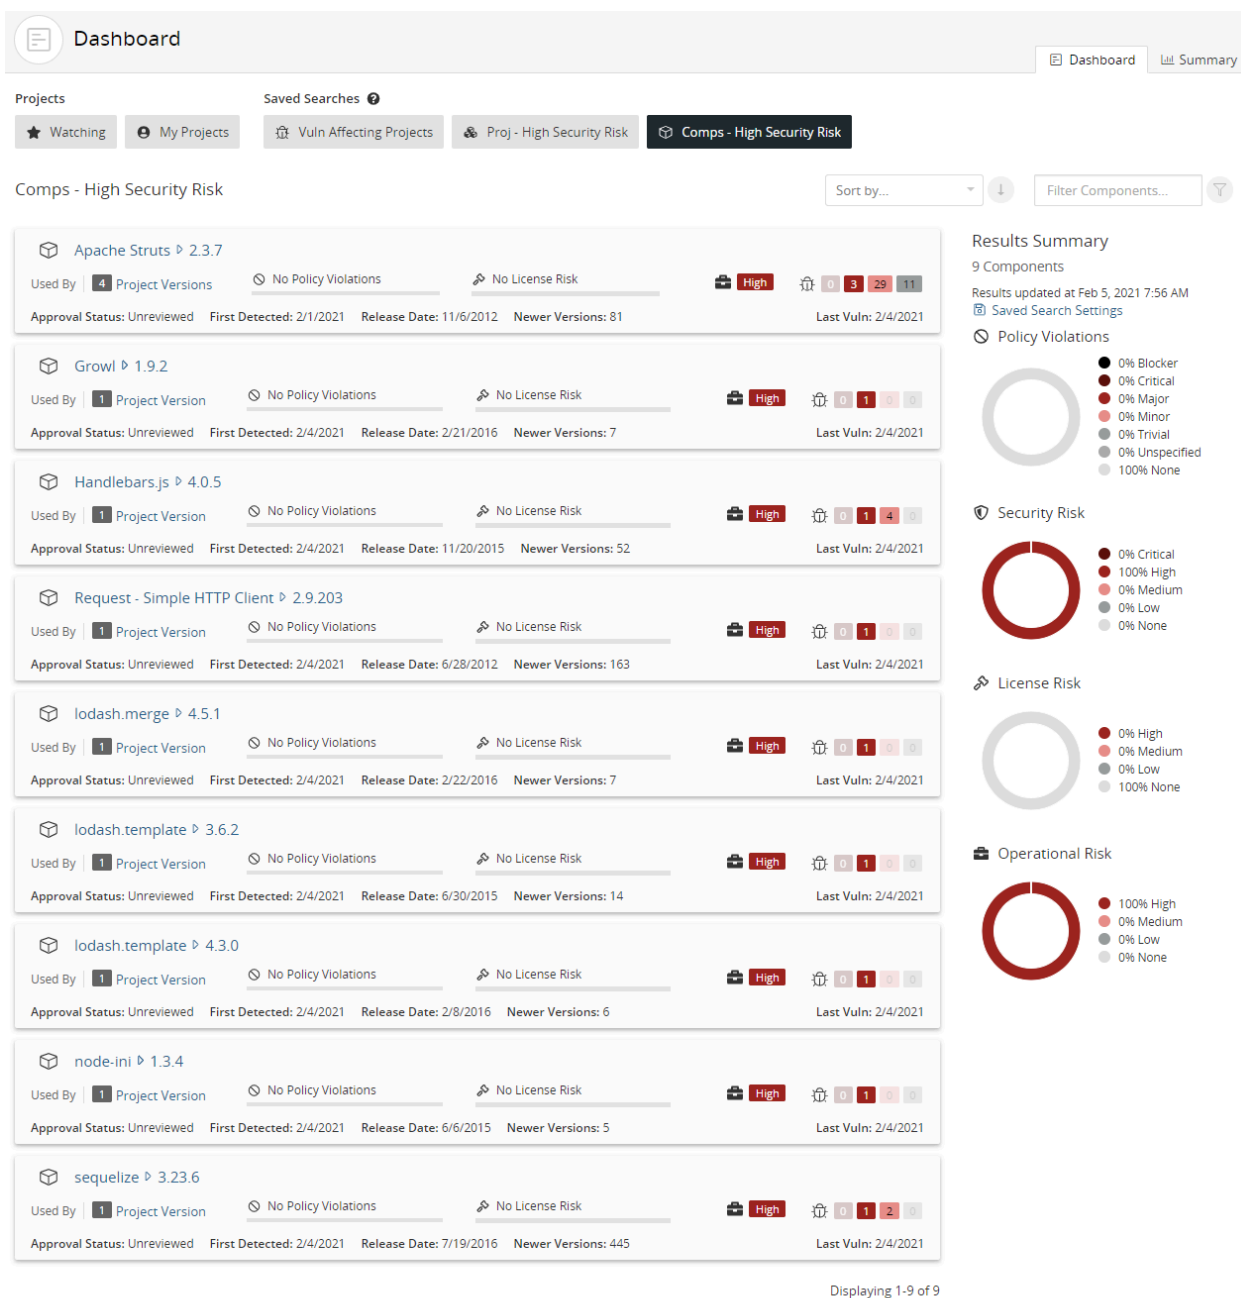 Dashboard
Dashboard Summary
Projects Saved Searches ?
Watching My Projects Vuln Affecting Projects Proj - High Security Risk Comps - High Security Risk
Comps - High Security Risk Sort by... Filter Components...
Apache Struts 2.3.7
Used By 4 Project Versions No Policy Violations No License Risk High 0 3 29 11
Approval Status: Unreviewed First Detected: 2/1/2021 Release Date: 11/6/2012 Newer Versions: 81 Last Vuln: 2/4/2021
Growl 1.9.2
Used By 1 Project Version No Policy Violations No License Risk High 0 1 0 0
Approval Status: Unreviewed First Detected: 2/4/2021 Release Date: 2/21/2016 Newer Versions: 7 Last Vuln: 2/4/2021
Handlebars.js 4.0.5
Used By 1 Project Version No Policy Violations No License Risk High 0 1 4 0
Approval Status: Unreviewed First Detected: 2/4/2021 Release Date: 11/20/2015 Newer Versions: 52 Last Vuln: 2/4/2021
Request - Simple HTTP Client 2.9.203
Used By 1 Project Version No Policy Violations No License Risk High 0 1 0 0
Approval Status: Unreviewed First Detected: 2/4/2021 Release Date: 6/28/2012 Newer Versions: 163 Last Vuln: 2/4/2021
lodash.merge 4.5.1
Used By 1 Project Version No Policy Violations No License Risk High 0 1 0 0
Approval Status: Unreviewed First Detected: 2/4/2021 Release Date: 2/22/2016 Newer Versions: 7 Last Vuln: 2/4/2021
lodash.template 3.6.2
Used By 1 Project Version No Policy Violations No License Risk High 0 1 0 0
Approval Status: Unreviewed First Detected: 2/4/2021 Release Date: 6/30/2015 Newer Versions: 14 Last Vuln: 2/4/2021
lodash.template 4.3.0
Used By 1 Project Version No Policy Violations No License Risk High 0 1 0 0
Approval Status: Unreviewed First Detected: 2/4/2021 Release Date: 2/8/2016 Newer Versions: 6 Last Vuln: 2/4/2021
node-ini 1.3.4
Used By 1 Project Version No Policy Violations No License Risk High 0 1 0 0
Approval Status: Unreviewed First Detected: 2/4/2021 Release Date: 6/6/2015 Newer Versions: 5 Last Vuln: 2/4/2021
sequelize 3.23.6
Used By 1 Project Version No Policy Violations No License Risk High 0 1 2 0
Approval Status: Unreviewed First Detected: 2/4/2021 Release Date: 7/19/2016 Newer Versions: 445 Last Vuln: 2/4/2021
Displaying 1-9 of 9
Results Summary
9 Components
Results updated at Feb 5, 2021 7:56 AM
Saved Search Settings
Policy Violations
0% Blocker
0% Critical
0% Major
0% Minor
0% Trivial
0% Unspecified
100% None
Security Risk
0% Critical
100% High
0% Medium
0% Low
0% None
License Risk
0% High
0% Medium
0% Low
100% None
Operational Risk
100% High
0% Medium
0% Low
0% None